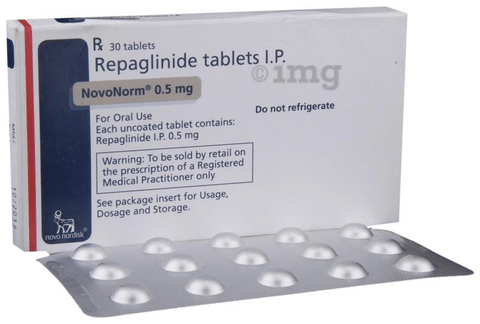 ℞ 30 tablets
Repaglinide tablets I.P.
©1mg
NovoNorm® 0.5 mg
Do not refrigerate
For Oral Use
Each uncoated tablet contains:
Repaglinide I.P. 0.5 mg
Warning: To be sold by retail on
the prescription of a Registered
Medical Practitioner only
See package insert for Usage,
Dosage and Storage.
novo nordisk®